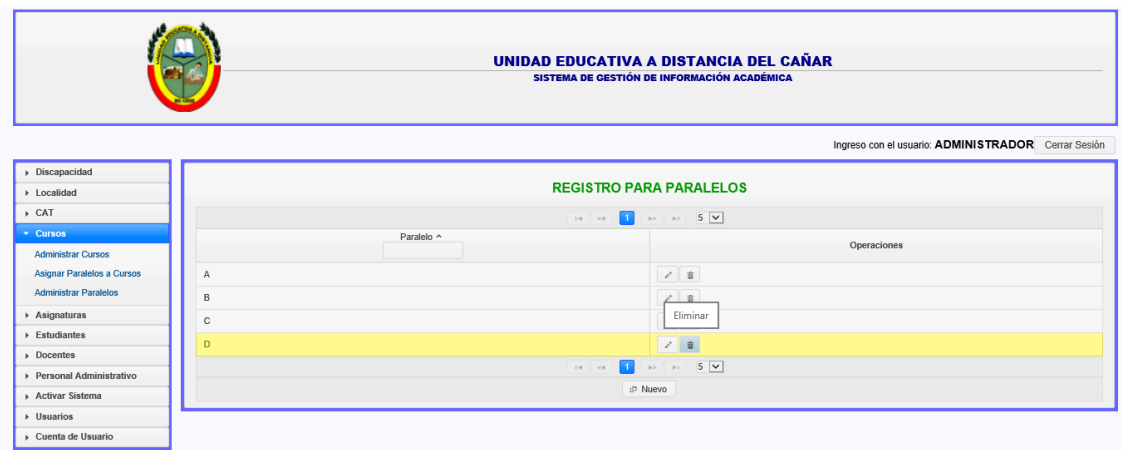 UNIDAD EDUCATIVA A DISTANCIA DEL CAÑAR
SISTEMA DE GESTIÓN DE INFORMACIÓN ACADÉMICA
Ingreso con el usuario: ADMINISTRADOR Cerrar Sesión
Discapacidad
Localidad
CAT
Cursos
Administrar Cursos
Asignar Paralelos a Cursos
Administrar Paralelos
Asignaturas
Estudiantes
Docentes
Personal Administrativo
Activar Sistema
Usuarios
Cuenta de Usuario
REGISTRO PARA PARALELOS
1 5
Paralelo
Operaciones
A
B
C
Eliminar
D
1 5
Nuevo